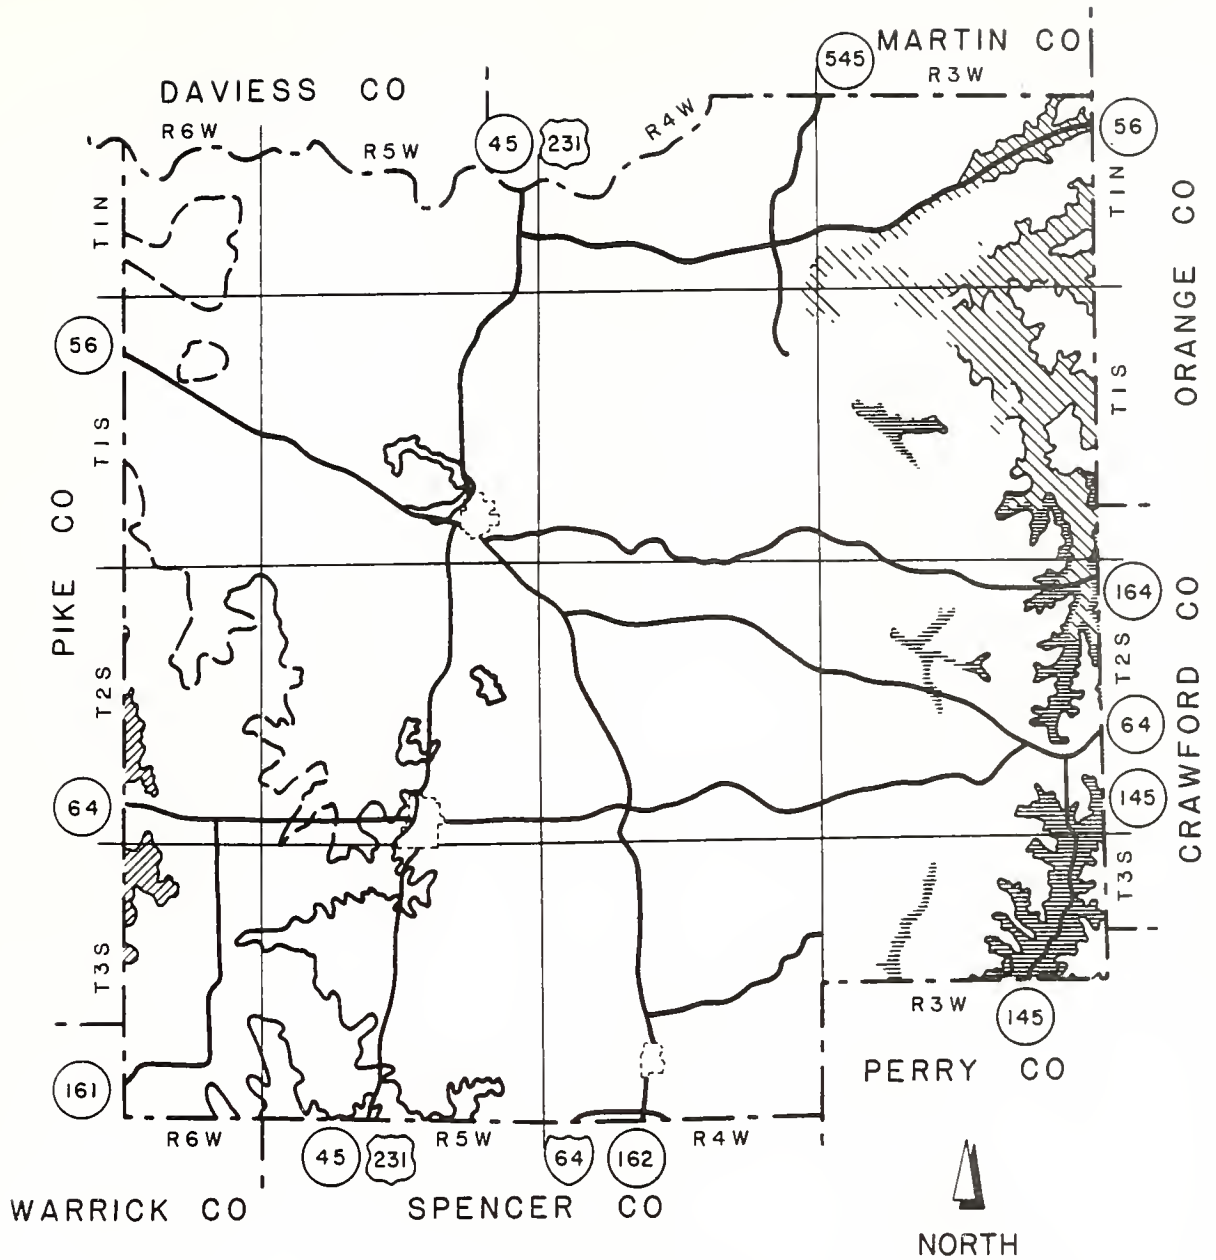 545
MARTIN CO
R3W
DAVIESS CO
R6W
R5W
45
231
R4W
56
T1N
T1N
ORANGE CO
56
T1S
T1S
PIKE CO
164
T2S
T2S
64
CRAWFORD CO
64
145
T3S
T3S
R3W
145
161
PERRY CO
R6W
45
231
R5W
64
162
R4W
WARRICK CO
SPENCER CO
NORTH